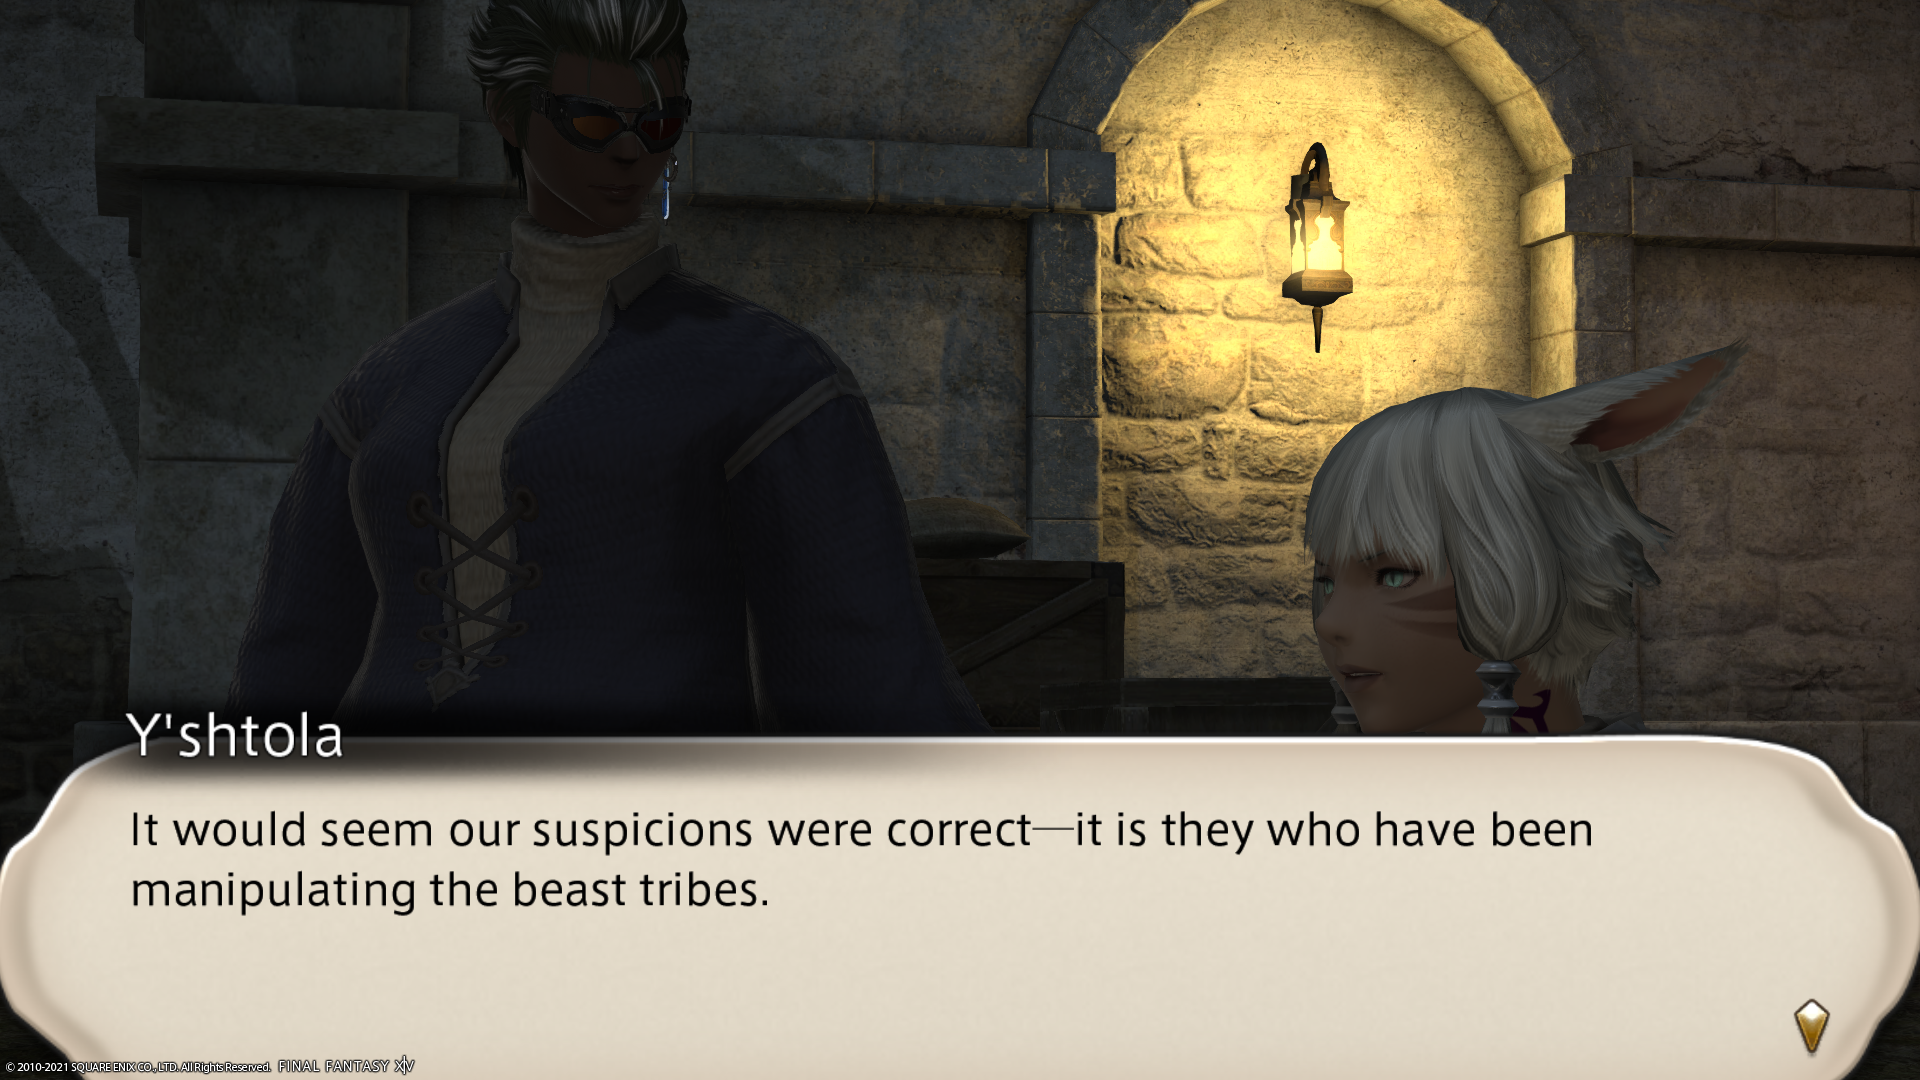 Y'shtola
It would seem our suspicions were correct—it is they who have been
manipulating the beast tribes.
© 2010-2021 SQUARE ENIX CO., LTD. All Rights Reserved. FINAL FANTASY XIV